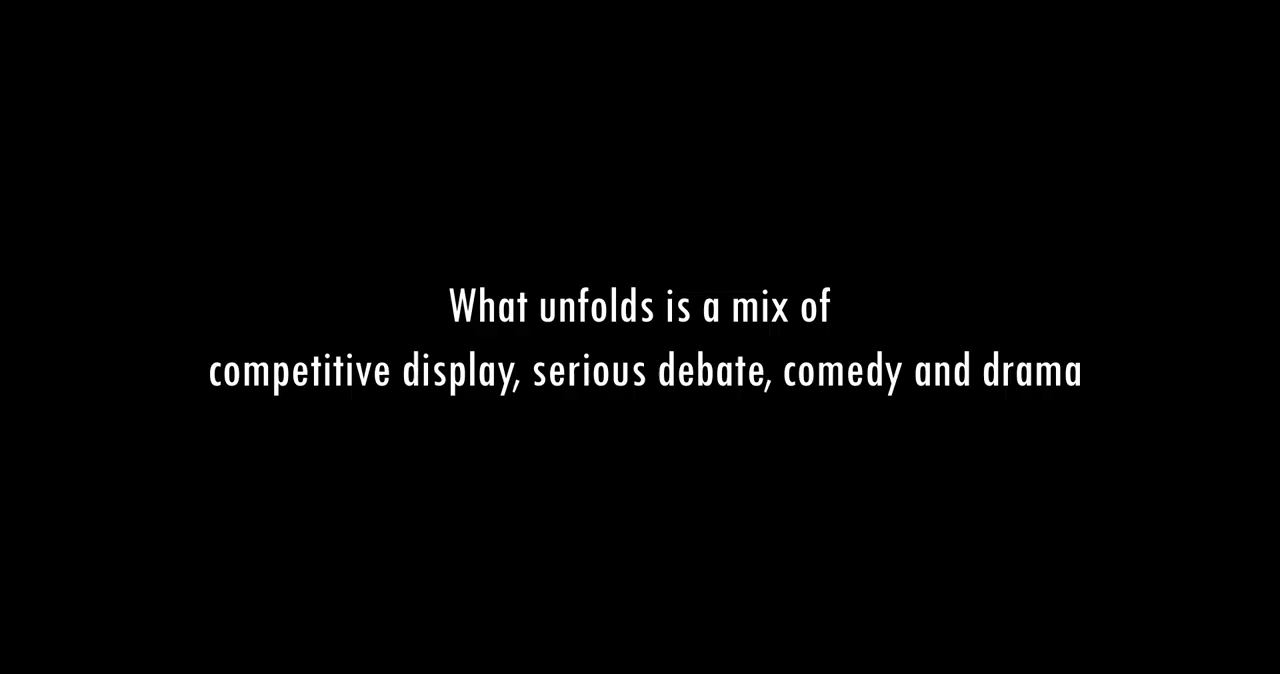 What unfolds is a mix of
competitive display, serious debate, comedy and drama